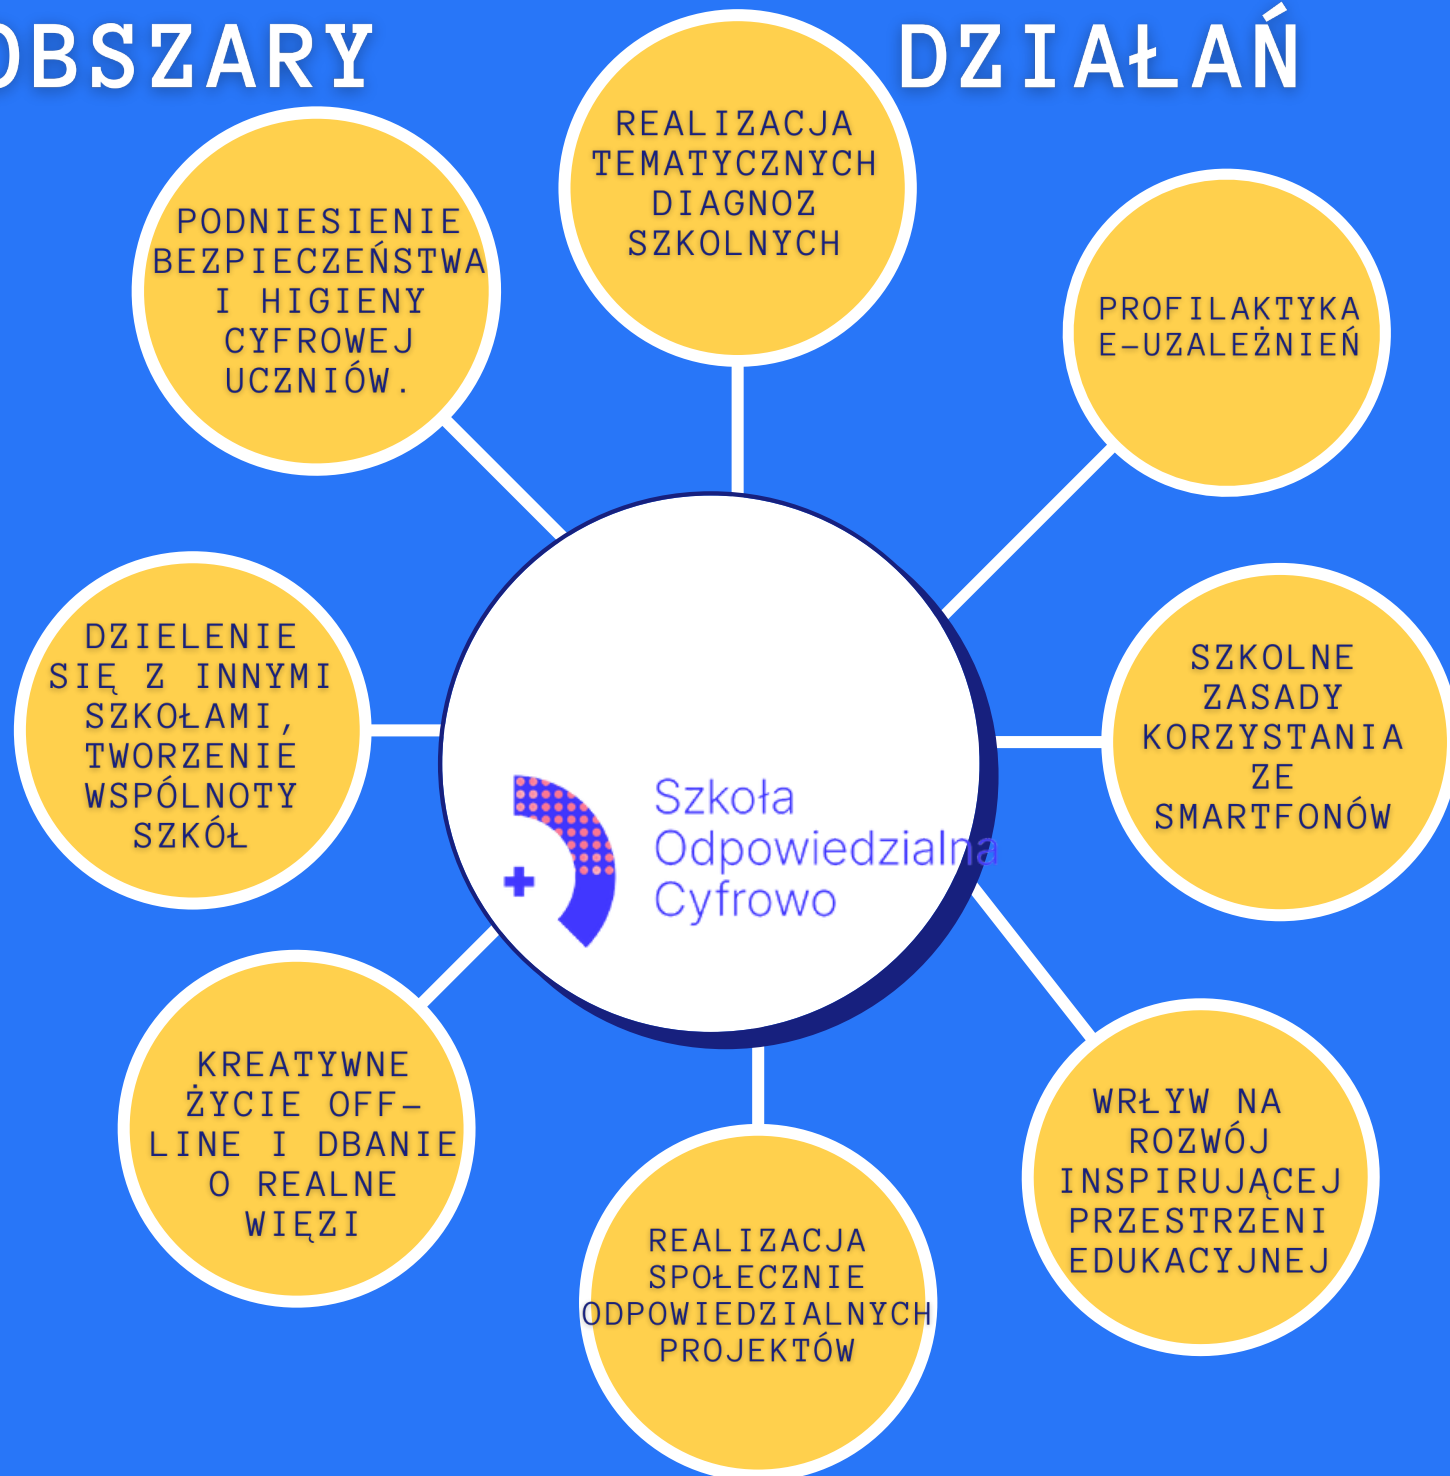 OBSZARY DZIAŁAŃ
REALIZACJA
TEMATYCZNYCH
DIAGNOZ
SZKOLNYCH
PODNIESIENIE
BEZPIECZEŃSTWA
I HIGIENY
CYFROWEJ
UCZNIÓW.
PROFILAKTYKA
E-UZALEŻNIEŃ
DZIELENIE
SIĘ Z INNYMI
SZKOŁAMI,
TWORZENIE
WSPÓLNOTY
SZKÓŁ
Szkoła
Odpowiedzialna
Cyfrowo
SZKOLNE
ZASADY
KORZYSTANIA
ZE
SMARTFONÓW
KREATYWNE
ŻYCIE OFF-
LINE I DBANIE
O REALNE
WIĘZI
REALIZACJA
SPOŁECZNIE
ODPOWIEDZIALNYCH
PROJEKTÓW
WRŁYW NA
ROZWÓJ
INSPIRUJĄCEJ
PRZESTRZENI
EDUKACYJNEJ